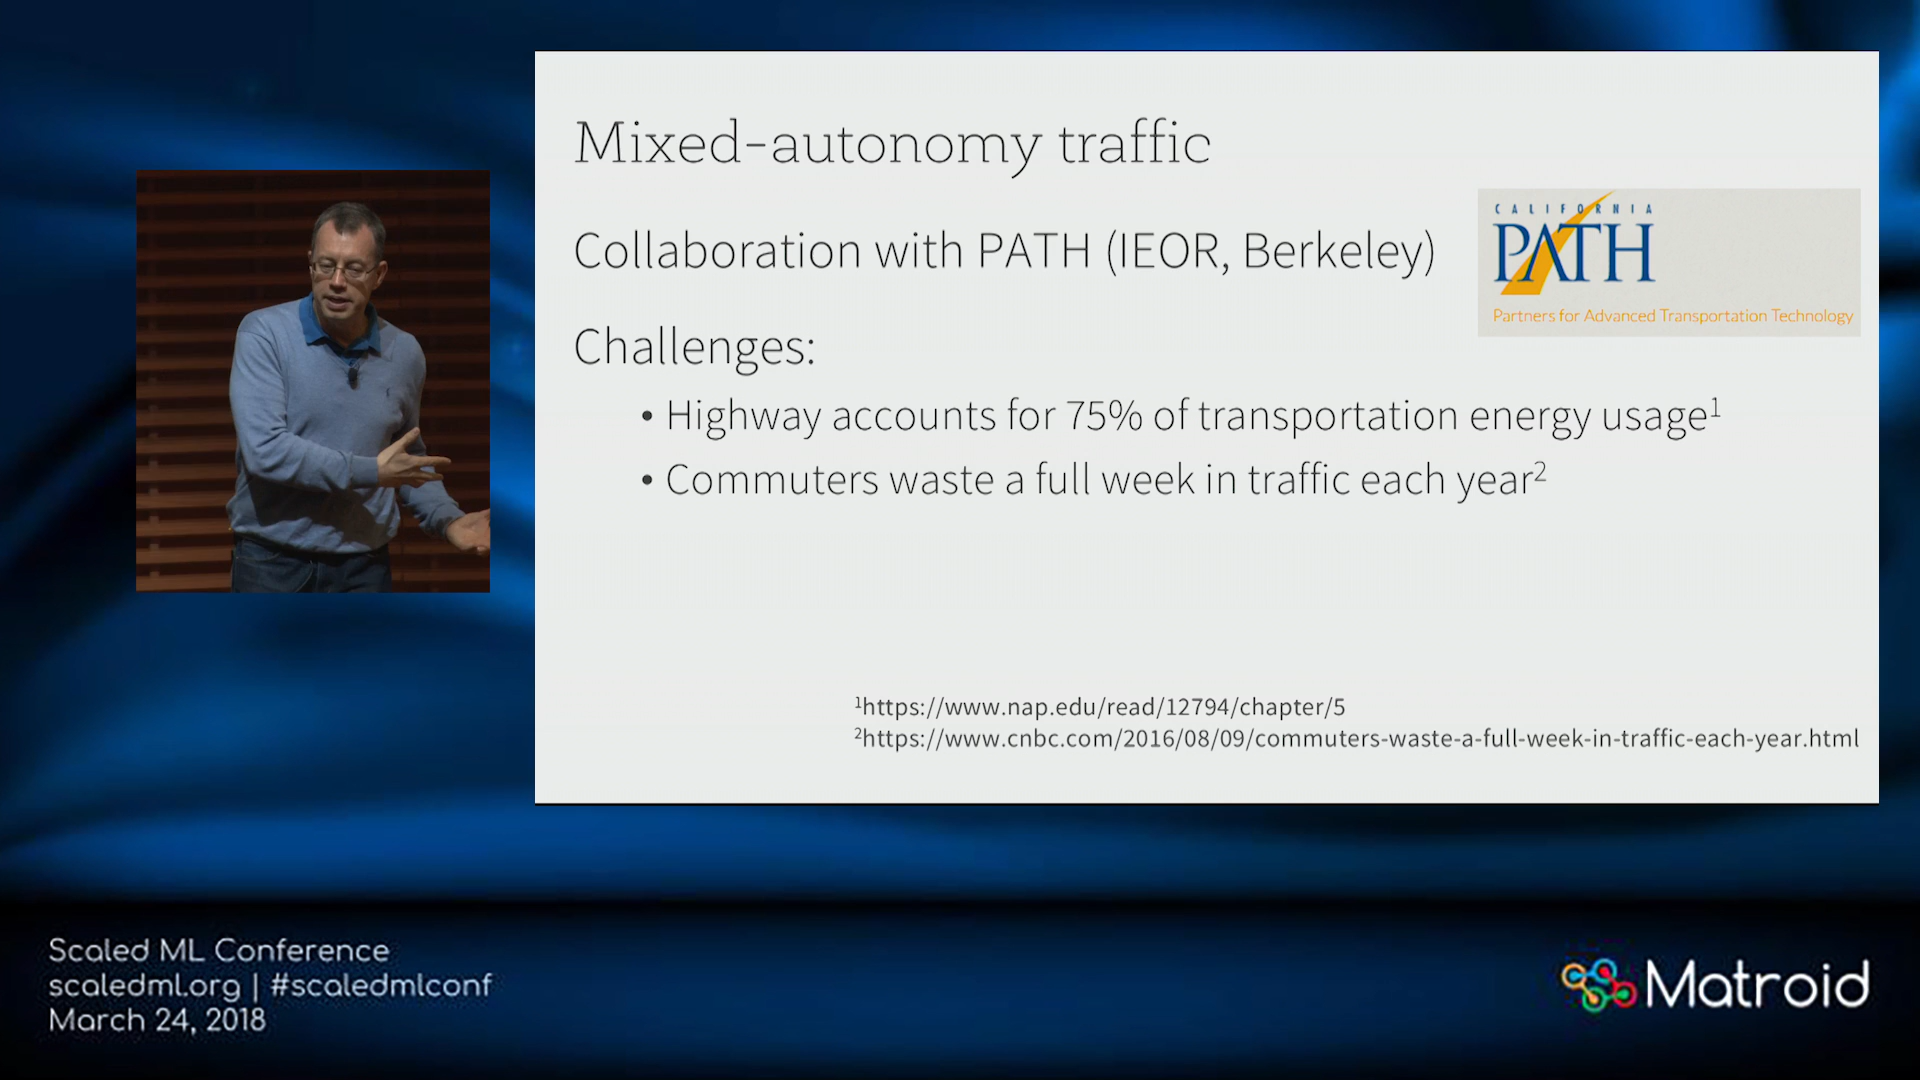 Mixed-autonomy traffic
Collaboration with PATH (IEOR, Berkeley)
CALIFORNIA
PATH
Partners for Advanced Transportation Technology
Challenges:
• Highway accounts for 75% of transportation energy usage¹
• Commuters waste a full week in traffic each year²
¹https://www.nap.edu/read/12794/chapter/5
²https://www.cnbc.com/2016/08/09/commuters-waste-a-full-week-in-traffic-each-year.html
Scaled ML Conference
scaledml.org | #scaledmlconf
March 24, 2018
Matroid